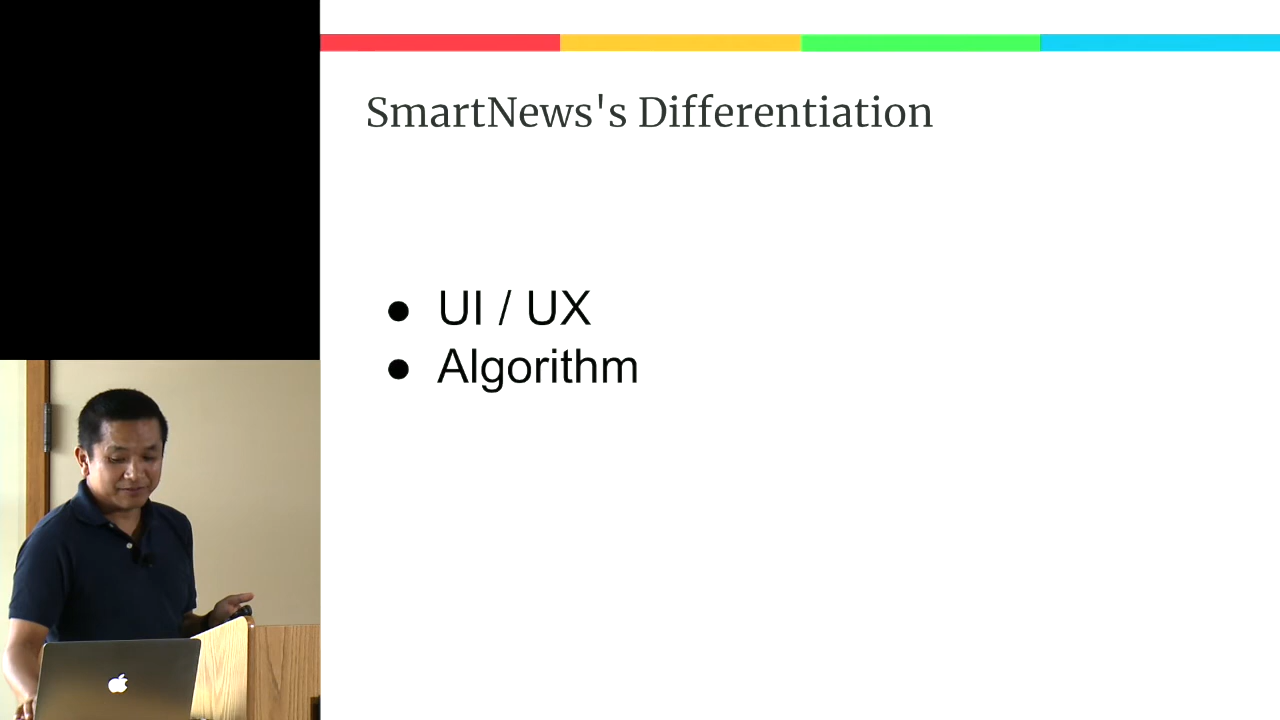 SmartNews's Differentiation
● UI / UX
● Algorithm